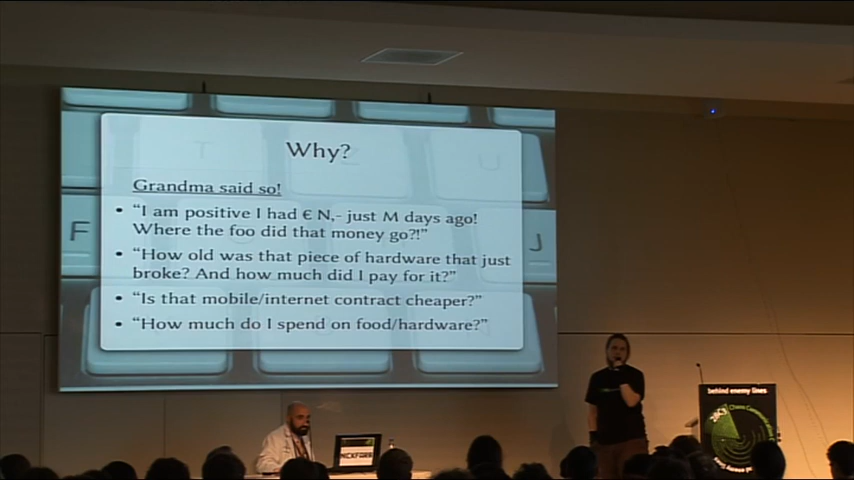 Why?
Grandma said so!
• “I am positive I had € N,- just M days ago!
Where the foo did that money go?!”
• “How old was that piece of hardware that just
broke? And how much did I pay for it?”
• “Is that mobile/internet contract cheaper?”
• “How much do I spend on food/hardware?”
F
J
behind enemy lines
NICKFARR